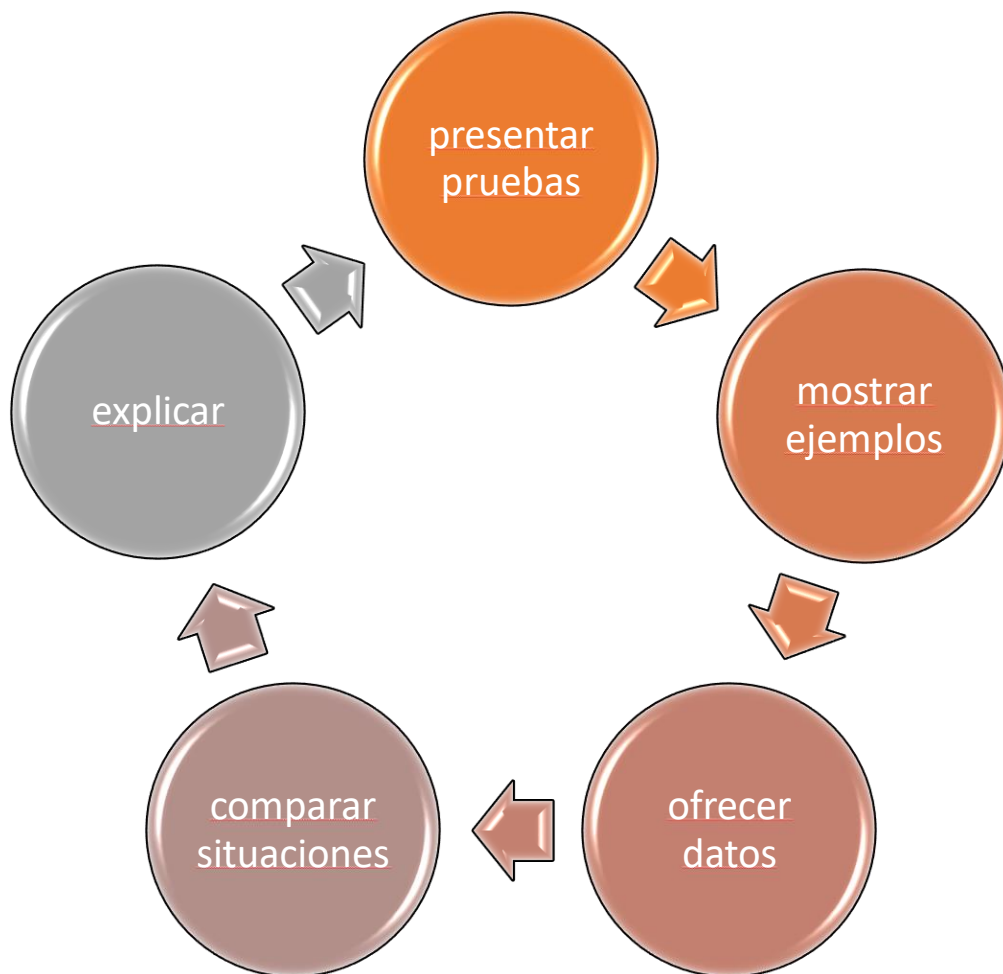 presentar
pruebas
mostrar
ejemplos
ofrecer
datos
comparar
situaciones
explicar